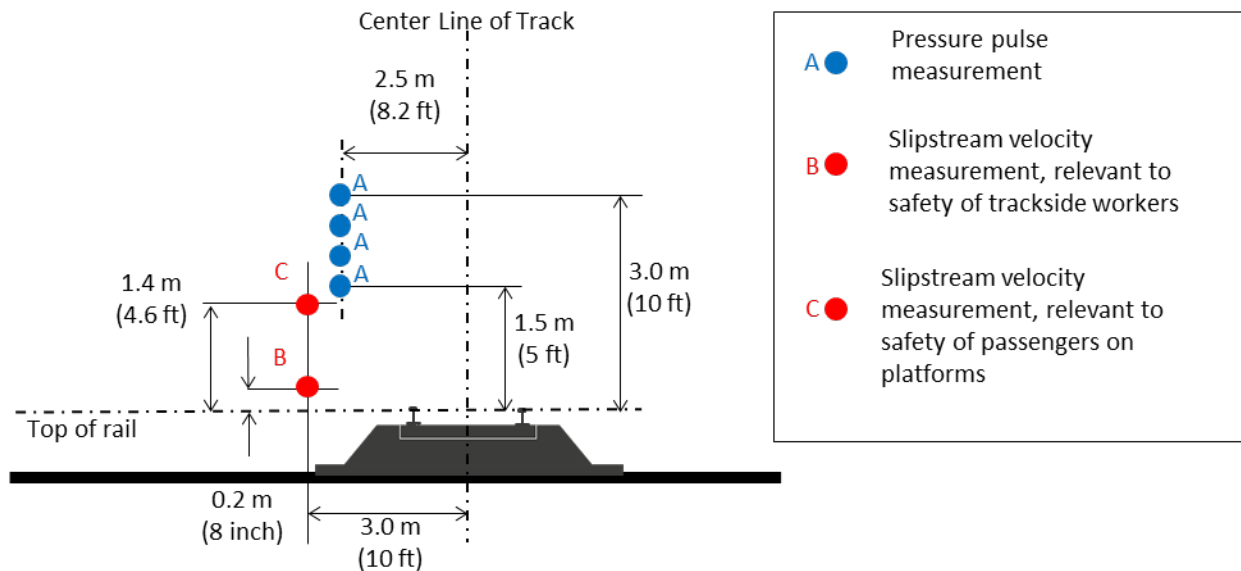 Center Line of Track
2.5 m
(8.2 ft)
A
A
A
A
C
1.4 m
(4.6 ft)
3.0 m
(10 ft)
1.5 m
(5 ft)
B
Top of rail
0.2 m
(8 inch)
3.0 m
(10 ft)
A
Pressure pulse
measurement
B
Slipstream velocity
measurement, relevant to
safety of trackside workers
C
Slipstream velocity
measurement, relevant to
safety of passengers on
platforms